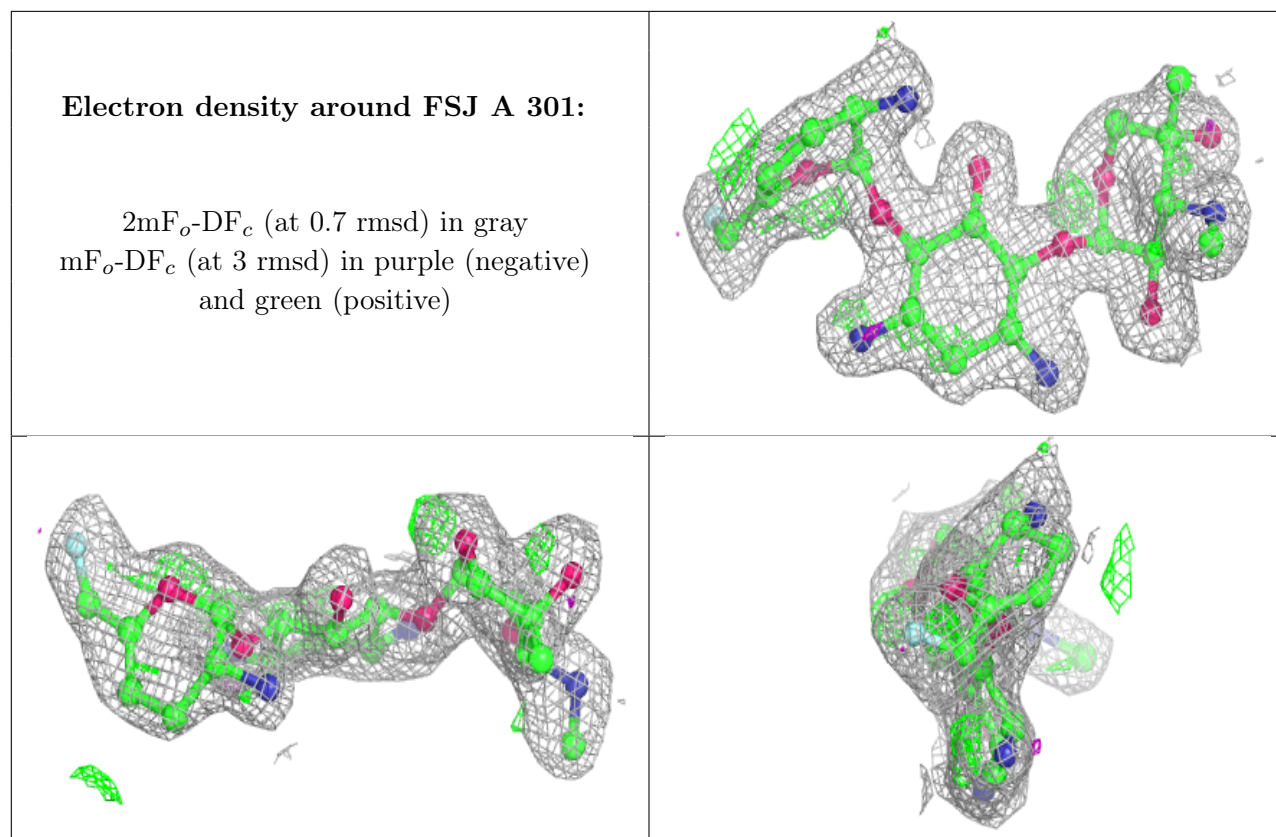 Electron density around FSJ A 301:
2mFₒ-DF𝒸 (at 0.7 rmsd) in gray
mFₒ-DF𝒸 (at 3 rmsd) in purple (negative)
and green (positive)